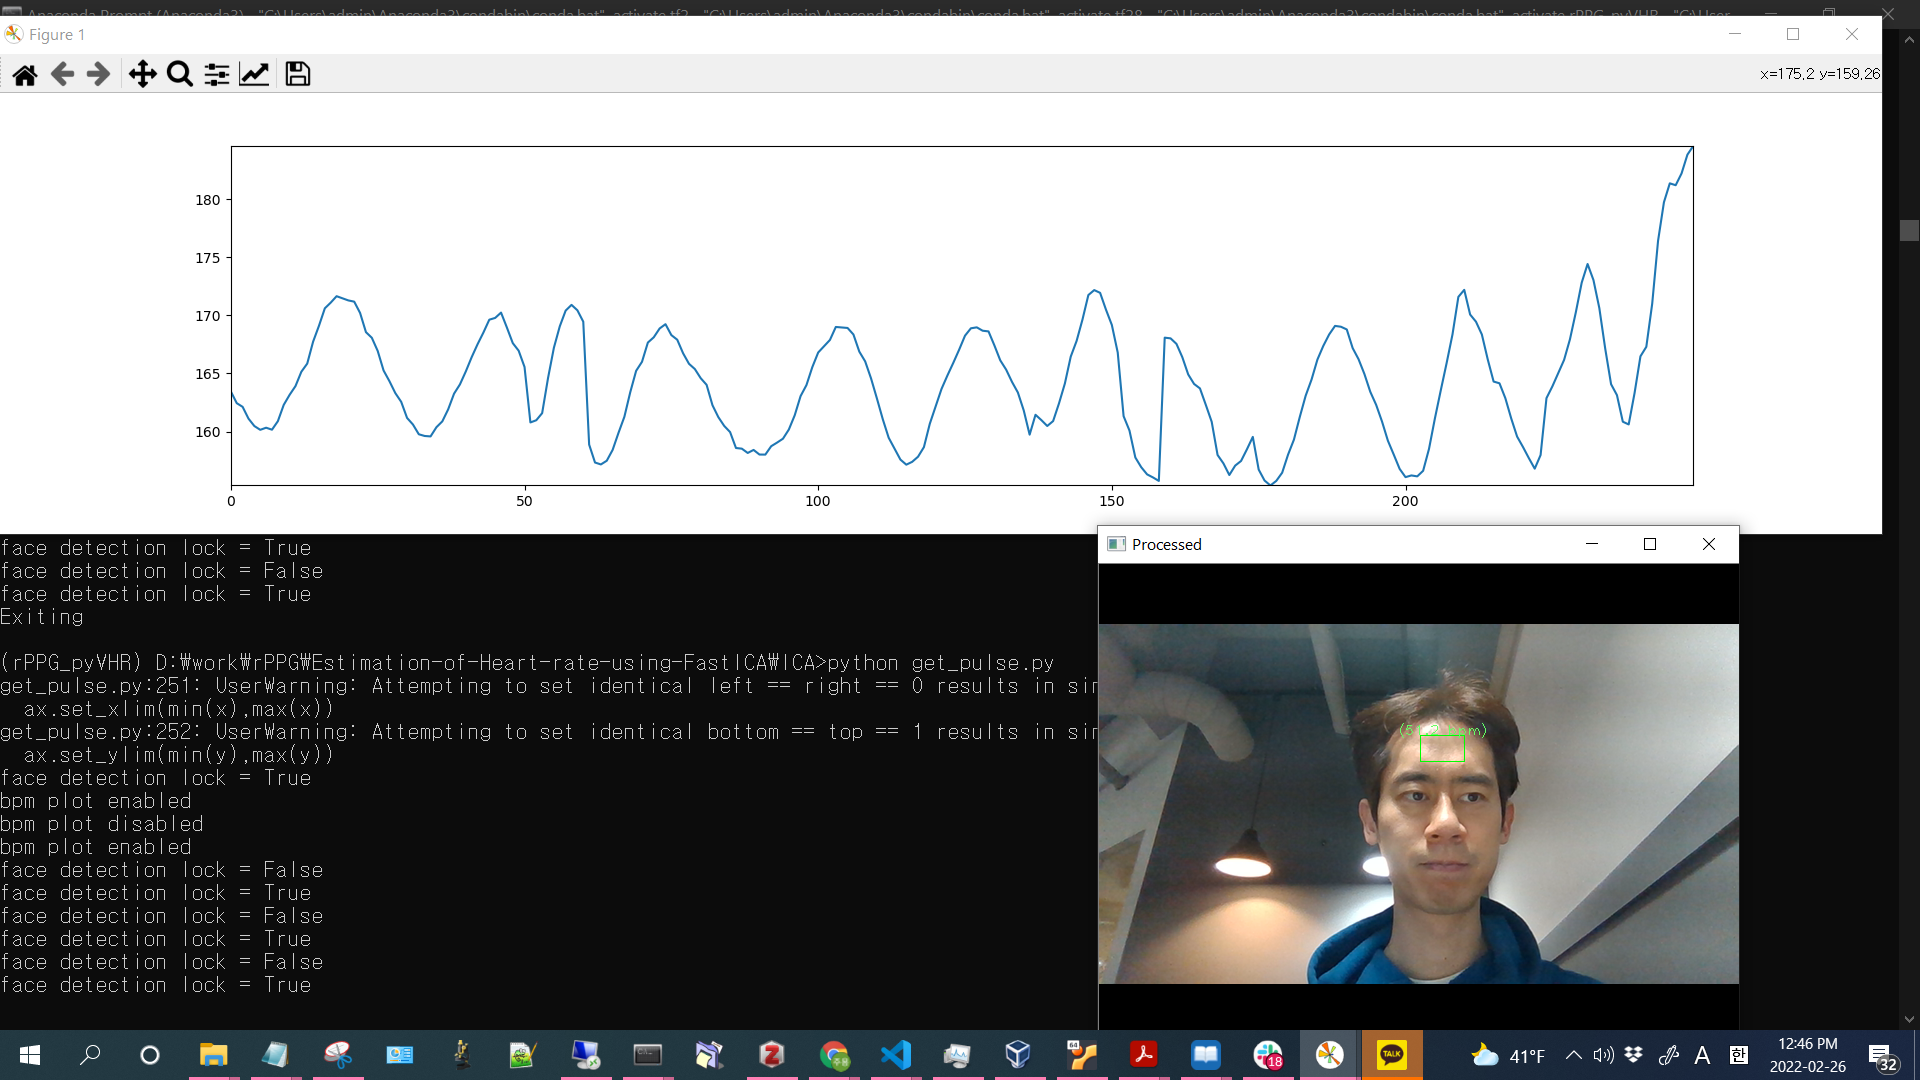 Anaconda Prompt (Anaconda3) - "C:\Users\admin\Anaconda3\condabin\conda.bat" activate tf2 - "C:\Users\admin\Anaconda3\condabin\conda.bat" activate tf28 - "C:\Users\admin\Anaconda3\condabin\conda.bat" activate rPPG_pyVHR - "C:\User
Figure 1
x=175.2 y=159.26
180
175
170
165
160
0 50 100 150 200
face detection lock = True
face detection lock = False
face detection lock = True
Exiting
(rPPG_pyVHR) D:₩work₩rPPG₩Estimation-of-Heart-rate-using-FastICA₩ICA>python get_pulse.py
get_pulse.py:251: UserWarning: Attempting to set identical left == right == 0 results in
ax.set_xlim(min(x),max(x))
get_pulse.py:252: UserWarning: Attempting to set identical bottom == top == 1 results in
ax.set_ylim(min(y),max(y))
face detection lock = True
bpm plot enabled
bpm plot disabled
bpm plot enabled
face detection lock = False
face detection lock = True
face detection lock = False
face detection lock = True
face detection lock = False
face detection lock = True
Processed
64
TALK
18
41°F
A
한
12:46 PM
2022-02-26
32